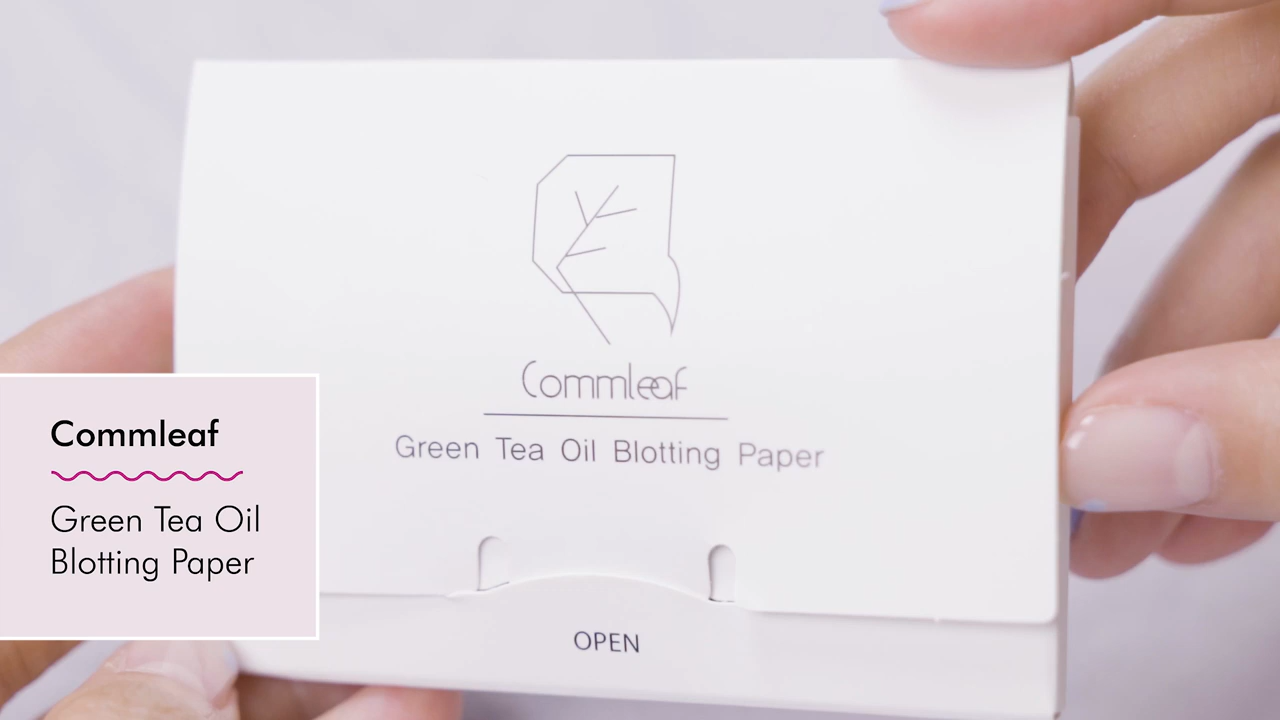 Commleaf
Green Tea Oil Blotting Paper
OPEN
Commleaf
Green Tea Oil
Blotting Paper